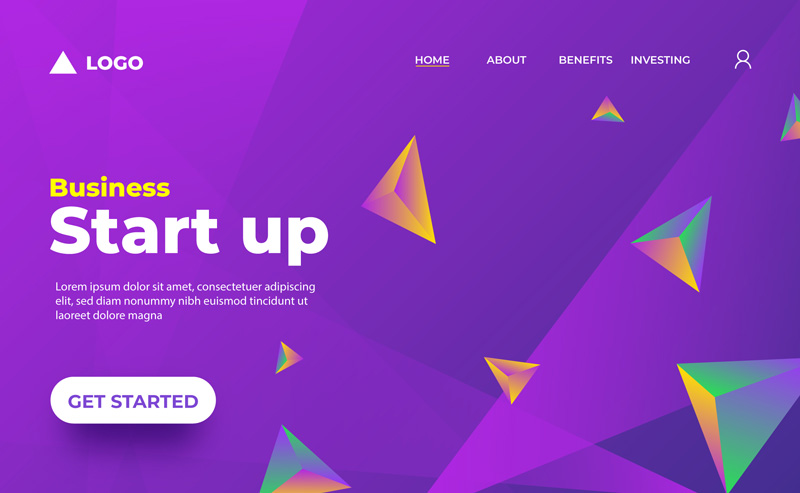 LOGO
HOME ABOUT BENEFITS INVESTING
Business
Start up
Lorem ipsum dolor sit amet, consectetuer adipiscing
elit, sed diam nonummy nibh euismod tincidunt ut
laoreet dolore magna
GET STARTED